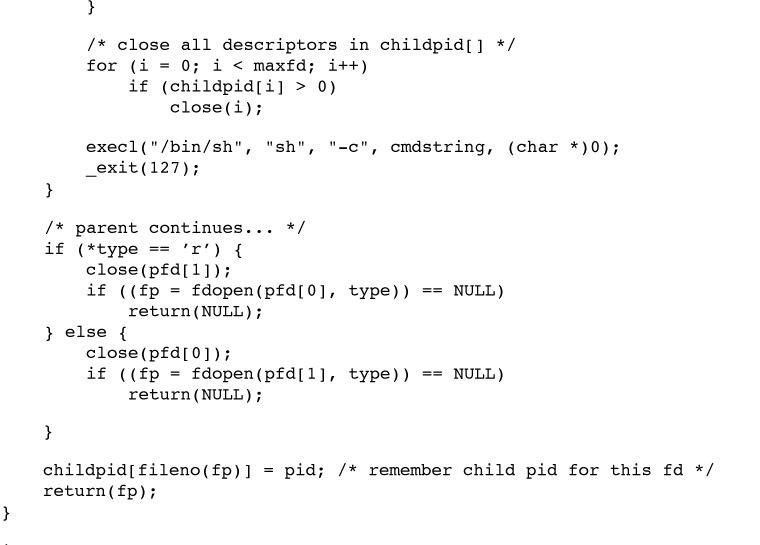 }

        /* close all descriptors in childpid[] */
        for (i = 0; i < maxfd; i++)
            if (childpid[i] > 0)
                close(i);

        execl("/bin/sh", "sh", "-c", cmdstring, (char *)0);
        _exit(127);
    }

    /* parent continues... */
    if (*type == ’r’) {
        close(pfd[1]);
        if ((fp = fdopen(pfd[0], type)) == NULL)
            return(NULL);
    } else {
        close(pfd[0]);
        if ((fp = fdopen(pfd[1], type)) == NULL)
            return(NULL);

    }

    childpid[fileno(fp)] = pid; /* remember child pid for this fd */
    return(fp);
}